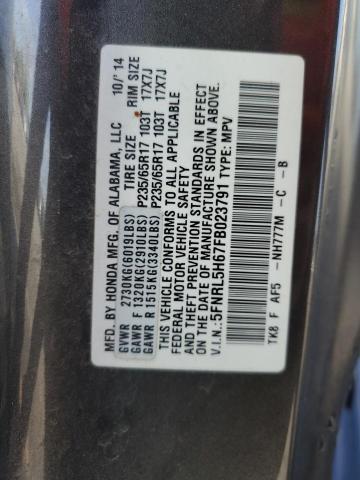 MFD. BY HONDA MFG. OF ALABAMA, LLC 10/'14
TIRE SIZE RIM SIZE
GVWR 2730KG(6019LBS)
GAWR F 1320KG(2910LBS) P235/65R17 103T 17X7J
GAWR R 1515KG(3340LBS) P235/65R17 103T 17X7J
THIS VEHICLE CONFORMS TO ALL APPLICABLE
FEDERAL MOTOR VEHICLE SAFETY
AND THEFT PREVENTION STANDARDS IN EFFECT
ON THE DATE OF MANUFACTURE SHOWN ABOVE.
V.I.N.: 5FNRL5H67FB023791 TYPE: MPV
TK8 F AF5 -NH777M - C - B